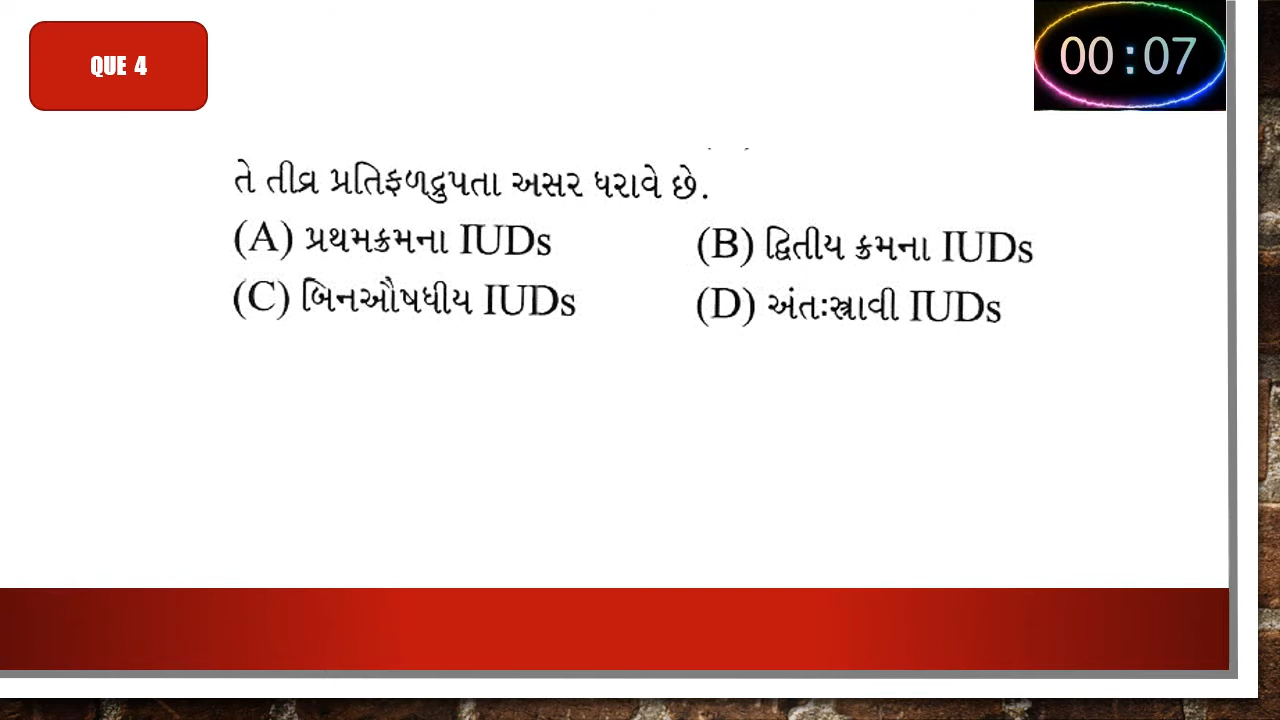 QUE 4
00:07
તે તીવ્ર પ્રતિફળદ્રુપતા અસર ધરાવે છે.
(A) પ્રથમક્રમના IUDs (B) દ્વિતીય ક્રમના IUDs
(C) બિનઔષધીય IUDs (D) અંતઃસ્ત્રાવી IUDs